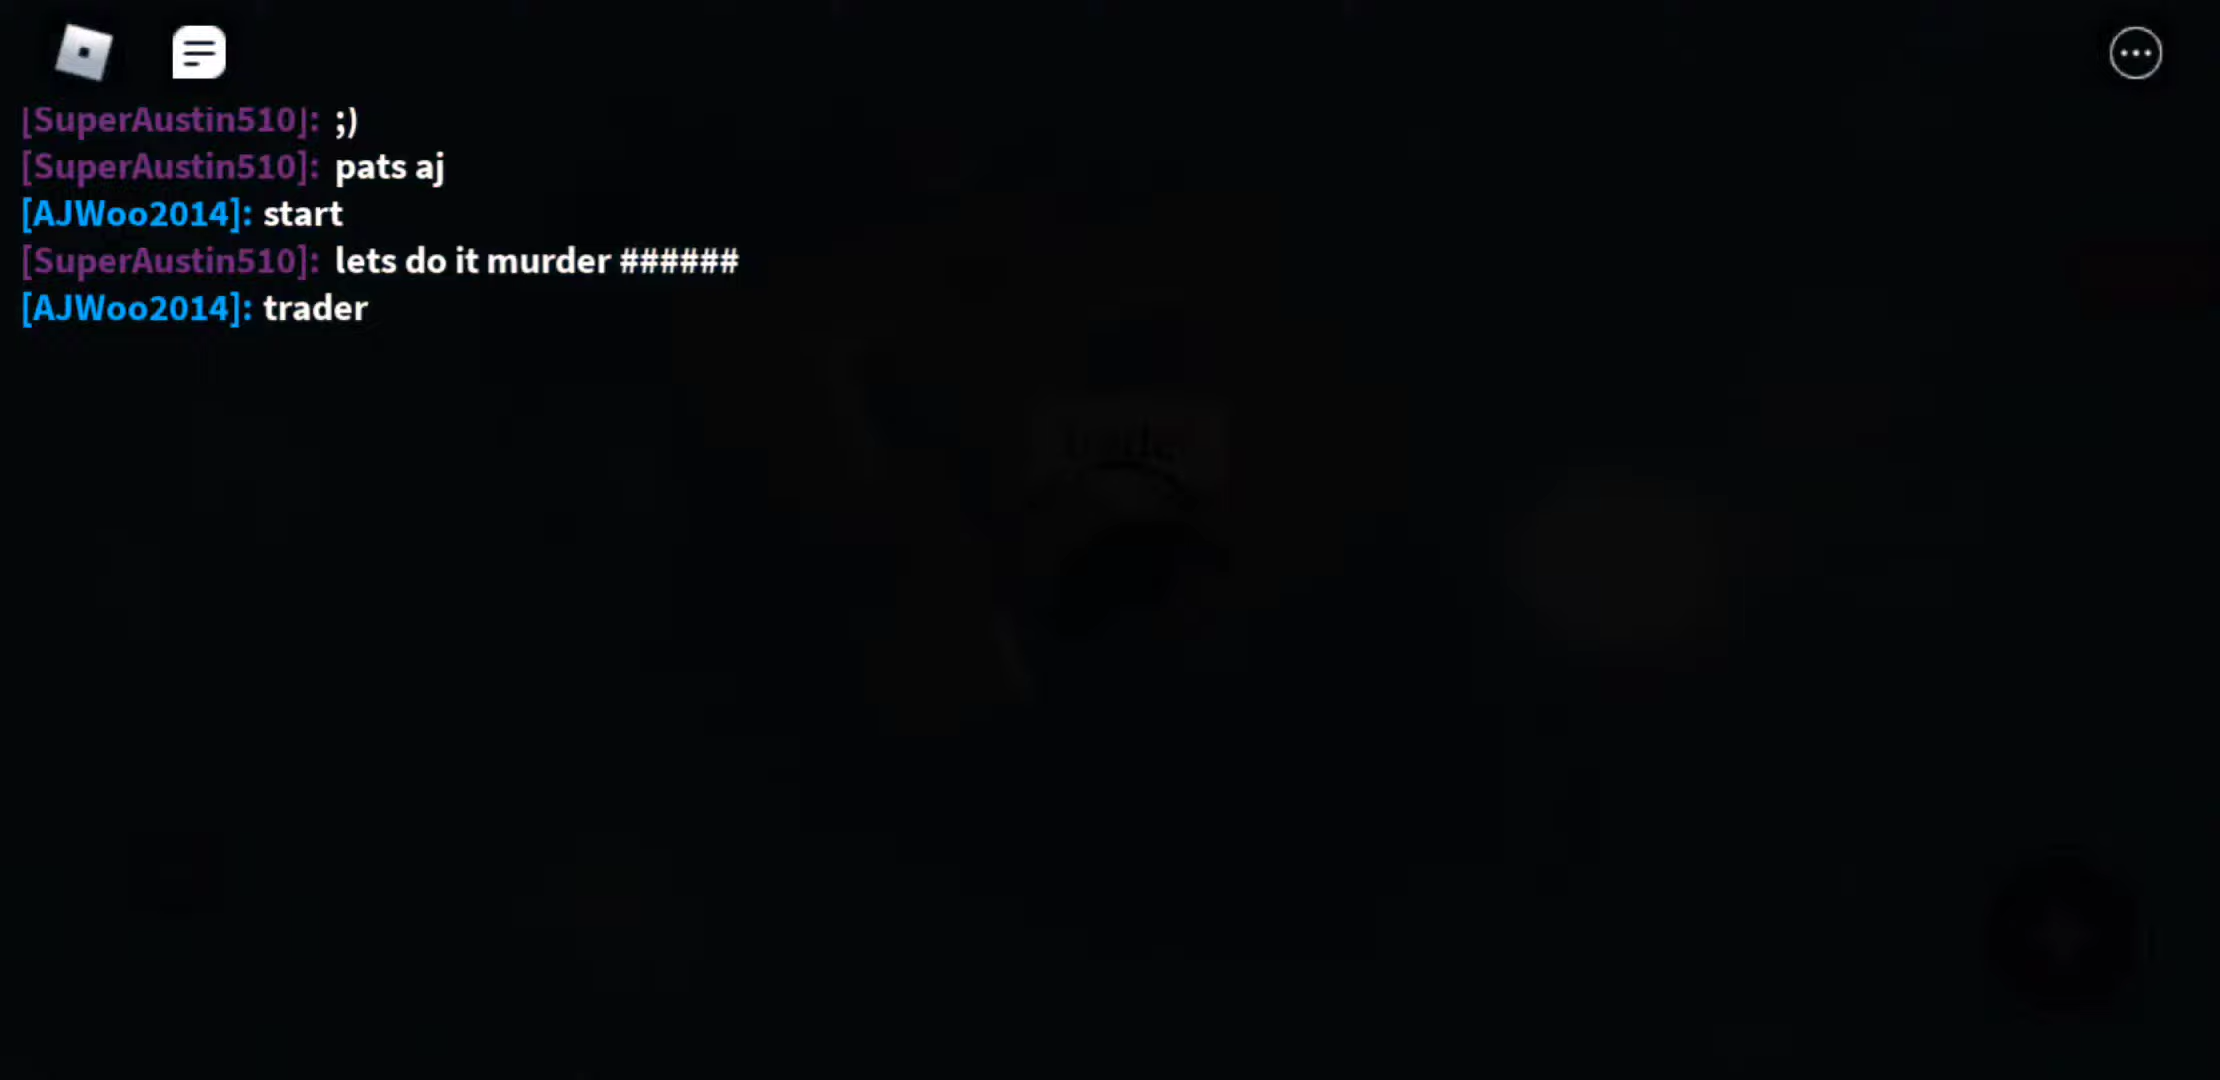 [SuperAustin510]: ;)
[SuperAustin510]: pats aj
[AJWoo2014]: start
[SuperAustin510]: lets do it murder ######
[AJWoo2014]: trader